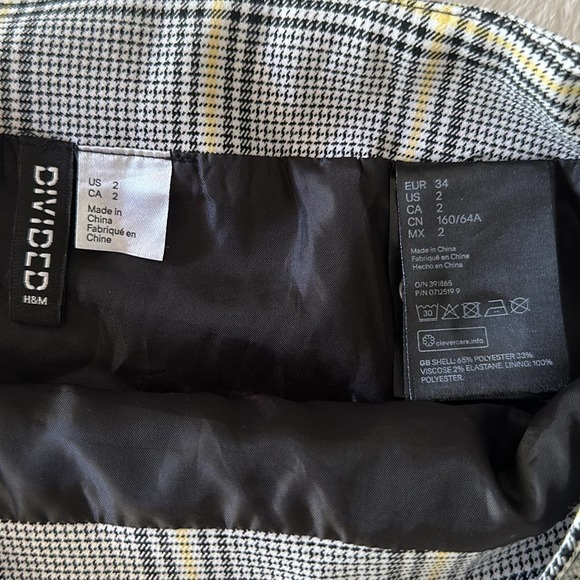 DIVIDED
H&M
US 2
CA 2
Made in
China
Fabriqué en
Chine
EUR 34
US 2
CA 2
CN 160/64A
MX 2
Made in China
Fabriqué en Chine
Hecho en China
O/N 391865
P/N 0712519 9
30
clevercare.info
GB SHELL: 65% POLYESTER 33%
VISCOSE 2% ELASTANE. LINING: 100%
POLYESTER.